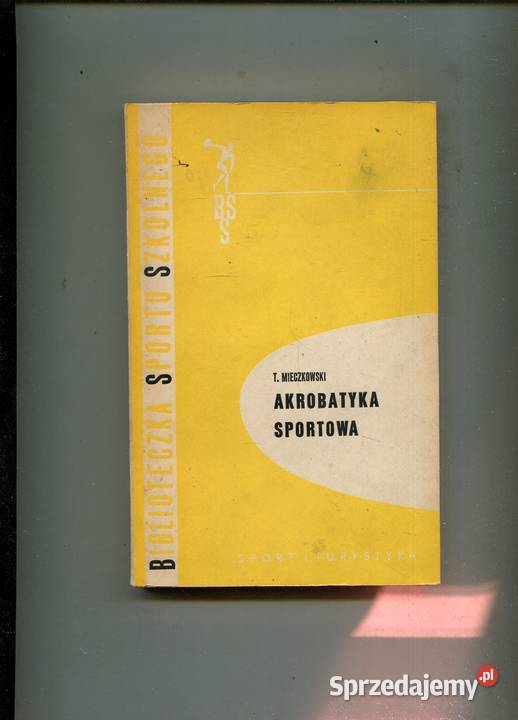 BIBLIOTECZKA SPORTU SZKOLNEGO
BSS
T. MIECZKOWSKI
AKROBATYKA
SPORTOWA
SPORT I TURYSTYKA
Sprzedajemy.pl